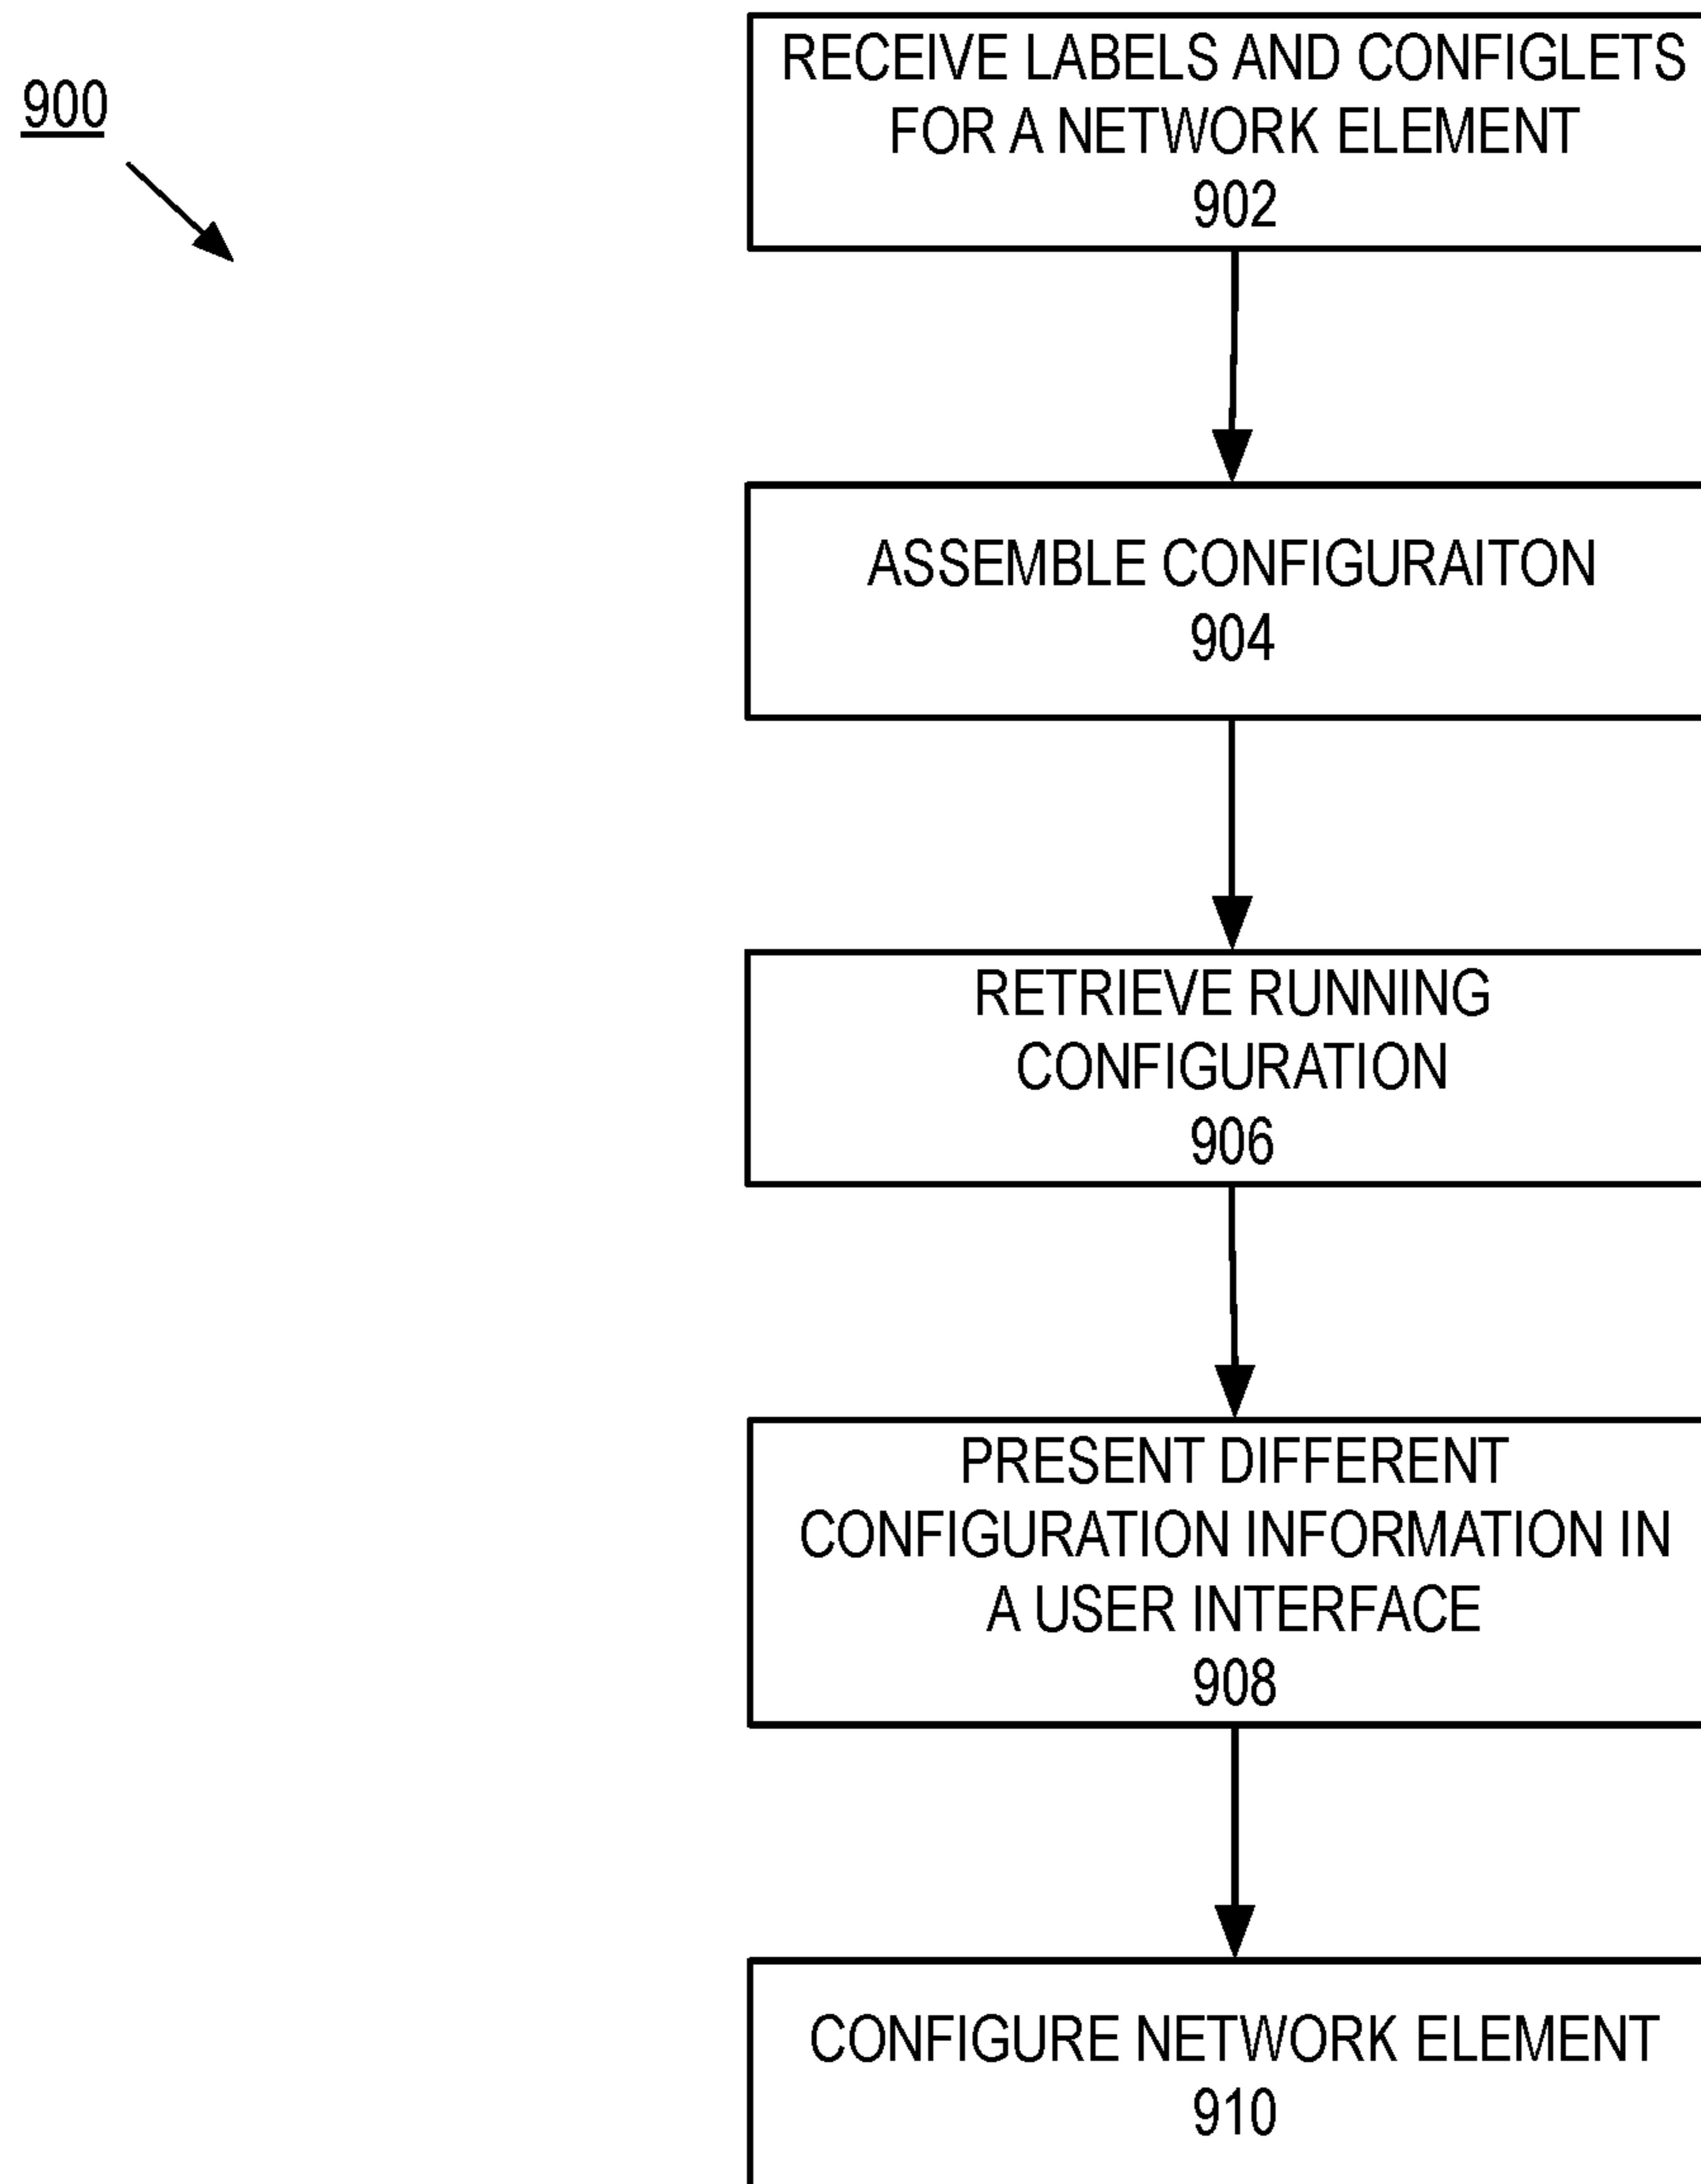 900
RECEIVE LABELS AND CONFIGLETS
FOR A NETWORK ELEMENT
902
ASSEMBLE CONFIGURAITON
904
RETRIEVE RUNNING
CONFIGURATION
906
PRESENT DIFFERENT
CONFIGURATION INFORMATION IN
A USER INTERFACE
908
CONFIGURE NETWORK ELEMENT
910